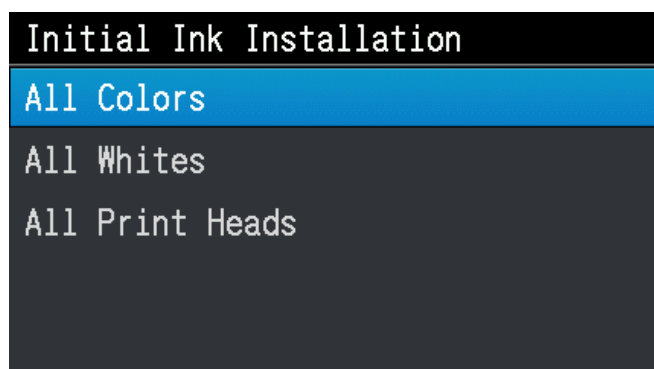 Initial Ink Installation
All Colors
All Whites
All Print Heads